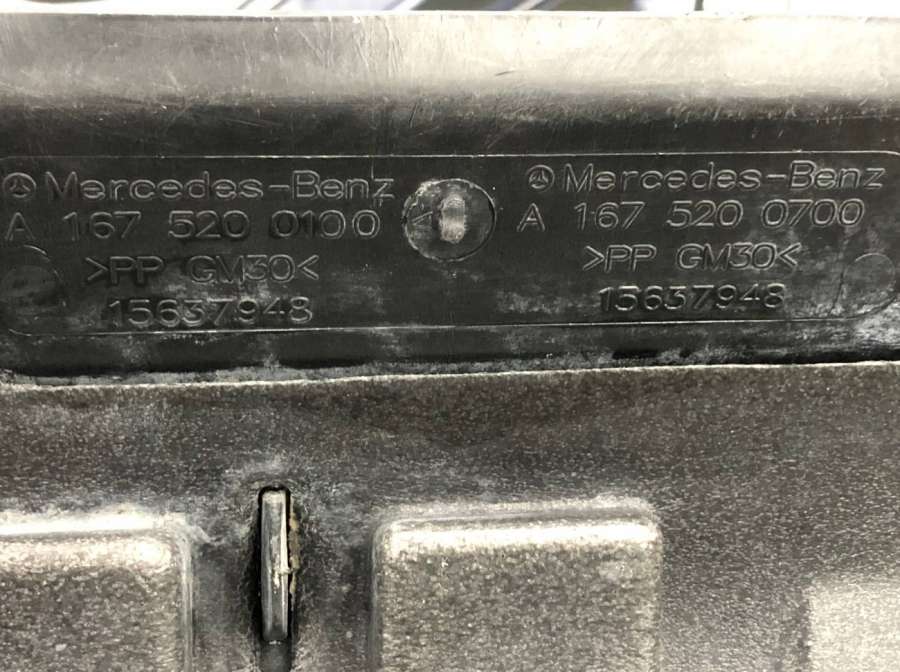 Mercedes-Benz
A 167 520 0100
>PP GM30<
15637948
Mercedes-Benz
A 167 520 0700
>PP GM30<
15637948